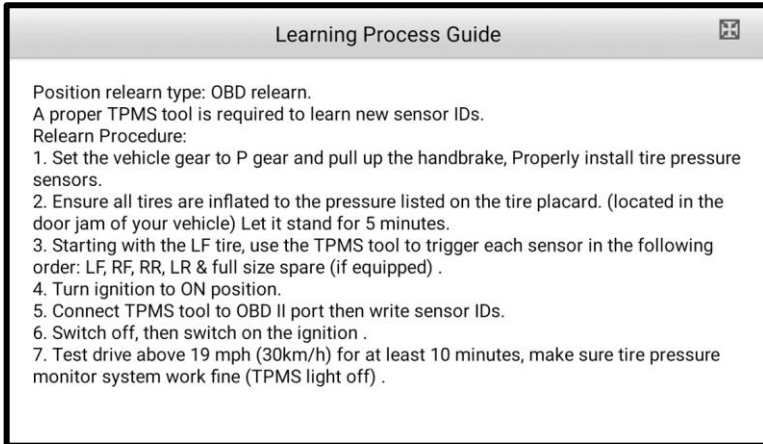 Learning Process Guide
Position relearn type: OBD relearn.
A proper TPMS tool is required to learn new sensor IDs.
Relearn Procedure:
1. Set the vehicle gear to P gear and pull up the handbrake, Properly install tire pressure
sensors.
2. Ensure all tires are inflated to the pressure listed on the tire placard. (located in the
door jam of your vehicle) Let it stand for 5 minutes.
3. Starting with the LF tire, use the TPMS tool to trigger each sensor in the following
order: LF, RF, RR, LR & full size spare (if equipped) .
4. Turn ignition to ON position.
5. Connect TPMS tool to OBD II port then write sensor IDs.
6. Switch off, then switch on the ignition .
7. Test drive above 19 mph (30km/h) for at least 10 minutes, make sure tire pressure
monitor system work fine (TPMS light off) .